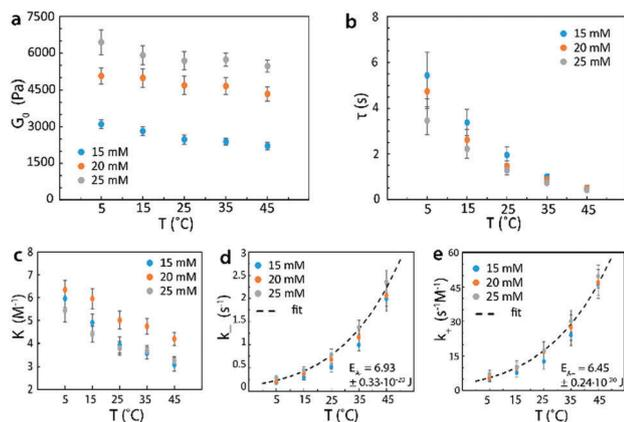 a
7500
6000
4500
3000
1500
0
G0 (Pa)
15 mM
20 mM
25 mM
5 15 25 35 45
T (°C)
b
8
6
4
2
0
τ (s)
15 mM
20 mM
25 mM
5 15 25 35 45
T (°C)
c
8
7
6
5
4
3
2
K (M⁻¹)
15 mM
20 mM
25 mM
5 15 25 35 45
T (°C)
d
3
2.5
2
1.5
1
0.5
0
k₋ (s⁻¹)
15 mM
20 mM
25 mM
fit
= 6.93
± 0.33·10
J
5 15 25 35 45
T (°C)
e
60
45
30
15
0
k₊ (s⁻¹M⁻¹)
15 mM
20 mM
25 mM
fit
= 6.45
± 0.24·10
J
5 15 25 35 45
T (°C)